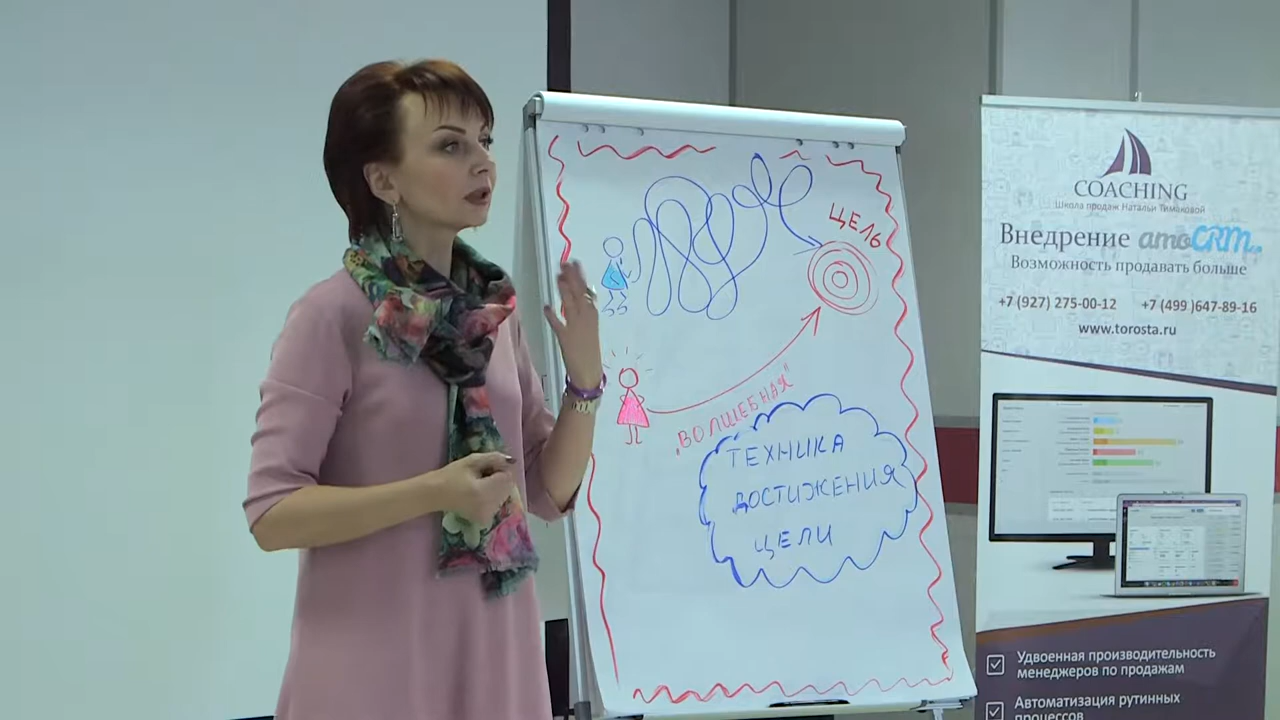 ЦЕЛЬ
„ВОЛШЕБНАЯ"
ТЕХНИКА
ДОСТИЖЕНИЯ
ЦЕЛИ
COACHING
Школа продаж Натальи Тимаковой
Внедрение amoCRM.
Возможность продавать больше
+7 (927) 275-00-12 +7 (499 )647-89-16
www.torosta.ru
Удвоенная производительность
менеджеров по продажам
Автоматизация рутинных
процессов